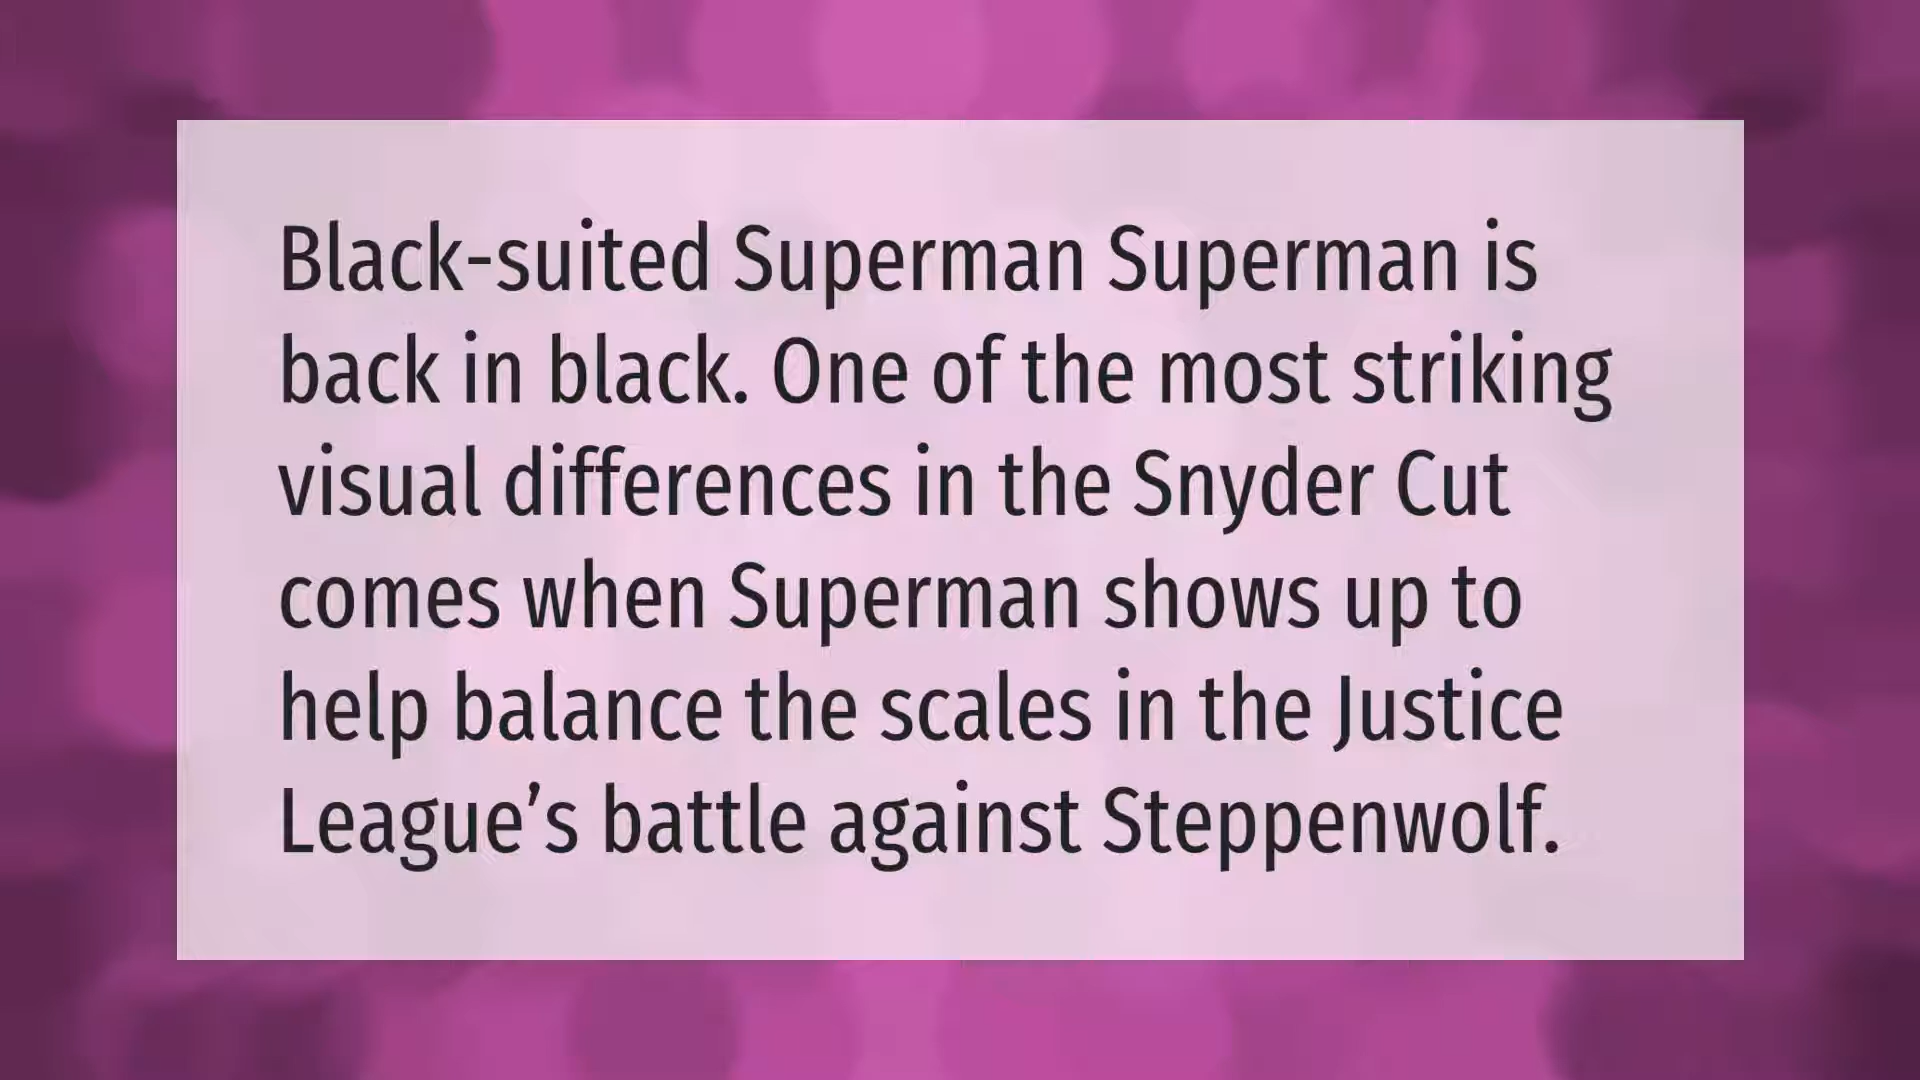 Black-suited Superman Superman is
back in black. One of the most striking
visual differences in the Snyder Cut
comes when Superman shows up to
help balance the scales in the Justice
League’s battle against Steppenwolf.